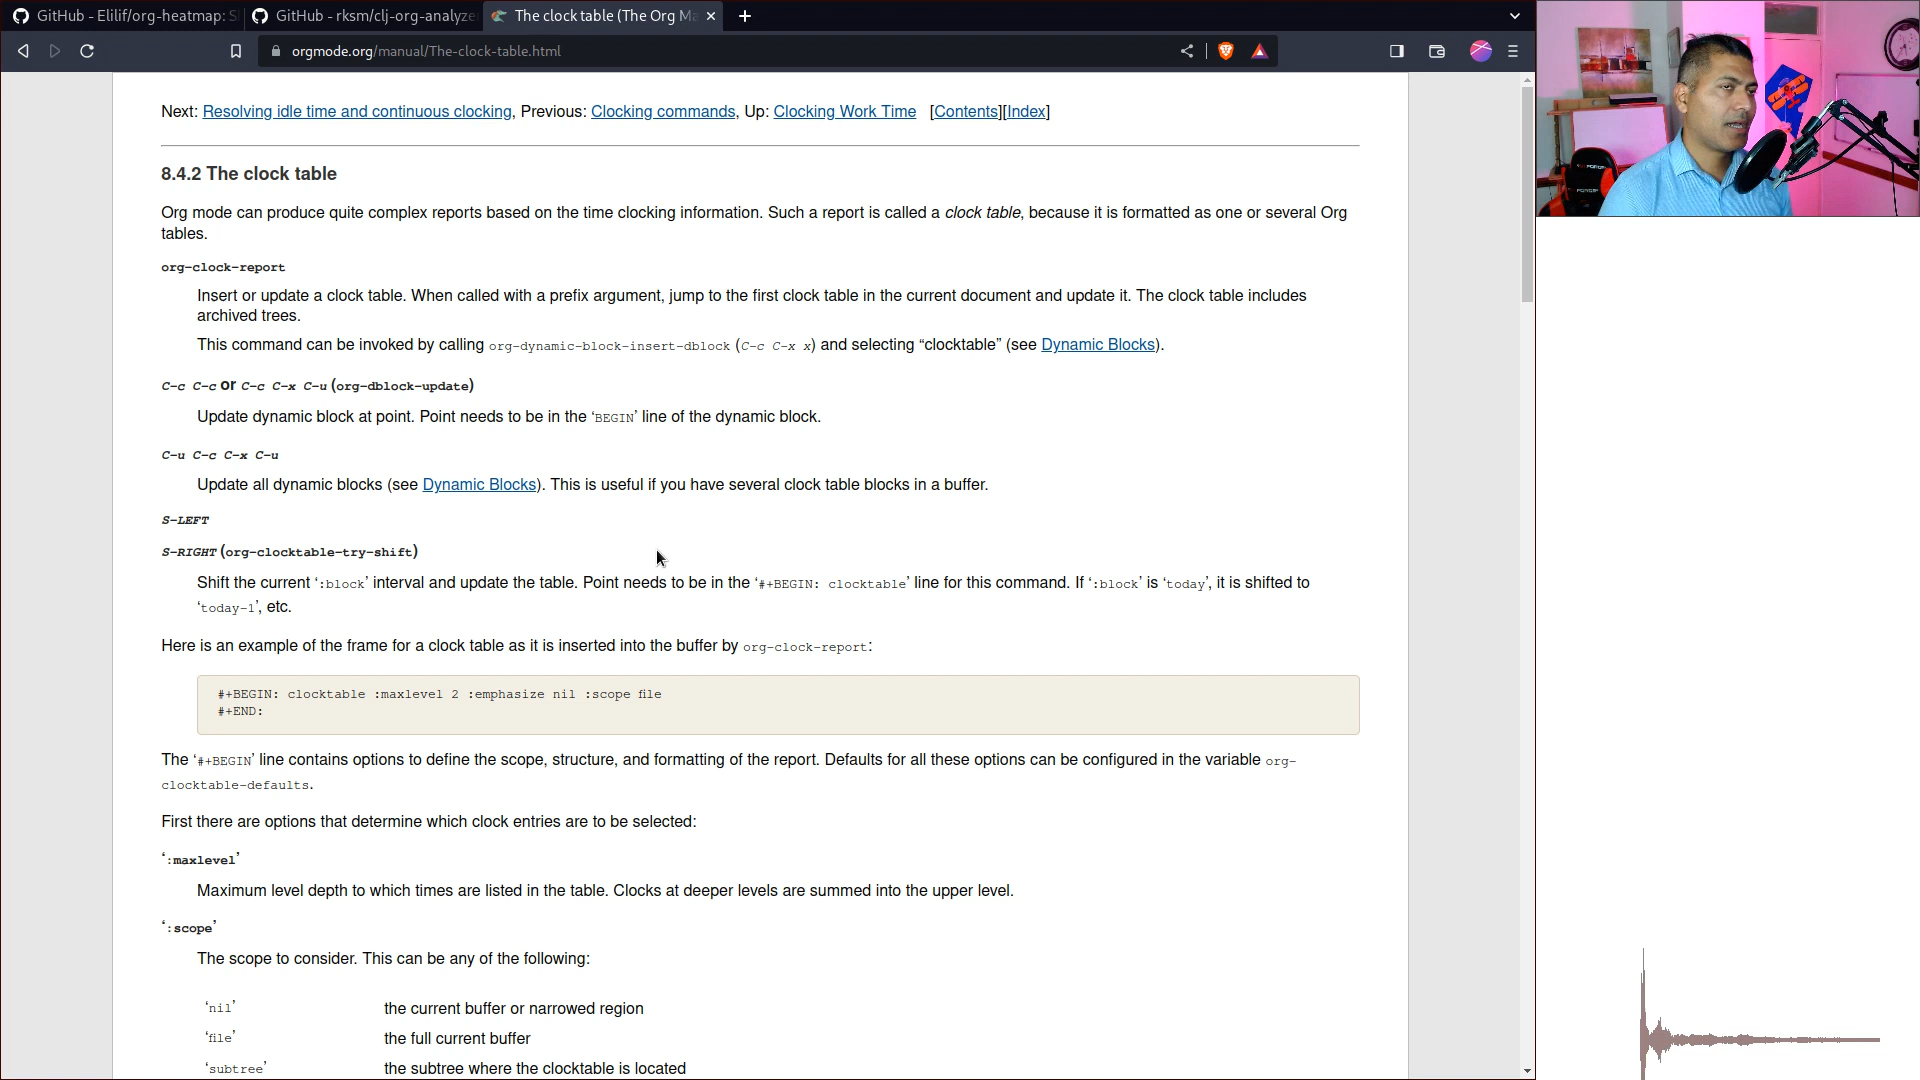 GitHub - Elilif/org-heatmap: S
GitHub - rksm/clj-org-analyze
The clock table (The Org Ma
orgmode.org/manual/The-clock-table.html
Next: Resolving idle time and continuous clocking, Previous: Clocking commands, Up: Clocking Work Time [Contents][Index]
8.4.2 The clock table
Org mode can produce quite complex reports based on the time clocking information. Such a report is called a clock table, because it is formatted as one or several Org
tables.
org-clock-report
Insert or update a clock table. When called with a prefix argument, jump to the first clock table in the current document and update it. The clock table includes
archived trees.
This command can be invoked by calling org-dynamic-block-insert-dblock (C-c C-x x) and selecting “clocktable” (see Dynamic Blocks).
C-c C-c or C-c C-x C-u (org-dblock-update)
Update dynamic block at point. Point needs to be in the ‘BEGIN’ line of the dynamic block.
C-u C-c C-x C-u
Update all dynamic blocks (see Dynamic Blocks). This is useful if you have several clock table blocks in a buffer.
S-LEFT
S-RIGHT (org-clocktable-try-shift)
Shift the current ‘:block’ interval and update the table. Point needs to be in the ‘#+BEGIN: clocktable’ line for this command. If ‘:block’ is ‘today’, it is shifted to
‘today-1’, etc.
Here is an example of the frame for a clock table as it is inserted into the buffer by org-clock-report:
#+BEGIN: clocktable :maxlevel 2 :emphasize nil :scope file
#+END:
The ‘#+BEGIN’ line contains options to define the scope, structure, and formatting of the report. Defaults for all these options can be configured in the variable org-
clocktable-defaults.
First there are options that determine which clock entries are to be selected:
‘:maxlevel’
Maximum level depth to which times are listed in the table. Clocks at deeper levels are summed into the upper level.
‘:scope’
The scope to consider. This can be any of the following:
‘nil’ the current buffer or narrowed region
‘file’ the full current buffer
‘subtree’ the subtree where the clocktable is located